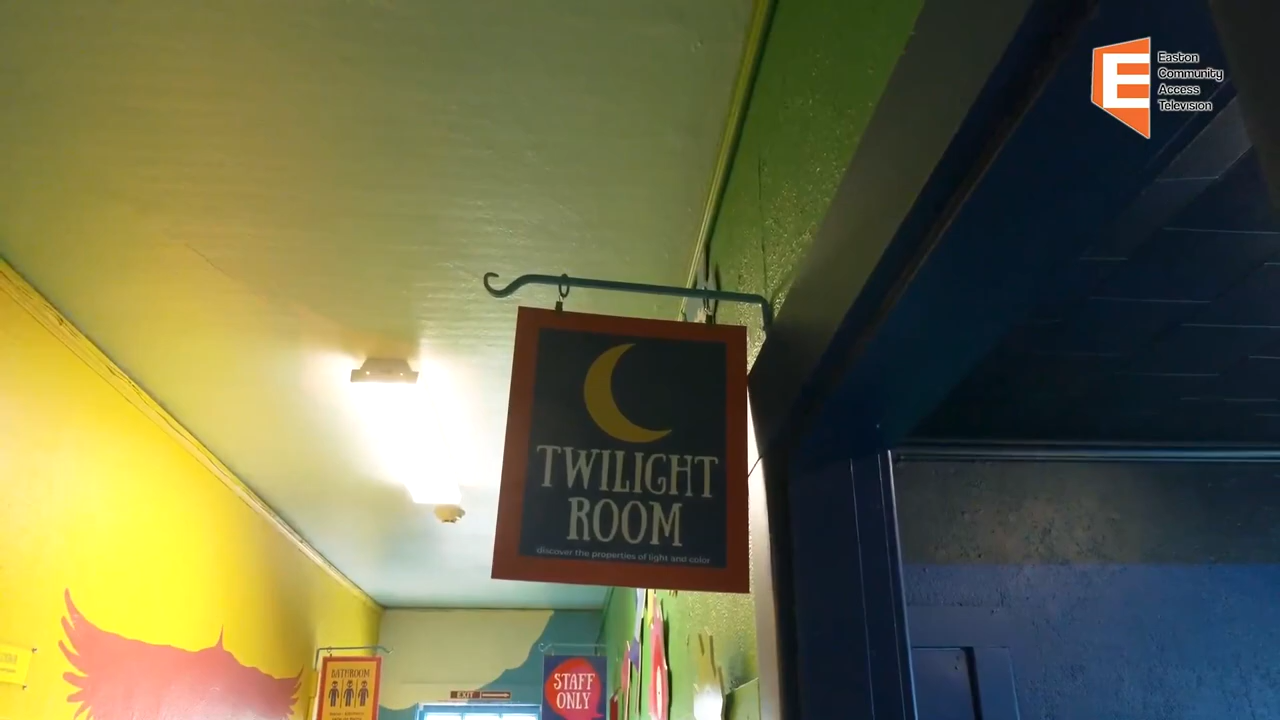 Easton
Community
Access
Television
E
TWILIGHT
ROOM
discover the properties of light and color
BATHROOM
EXIT
STAFF
ONLY